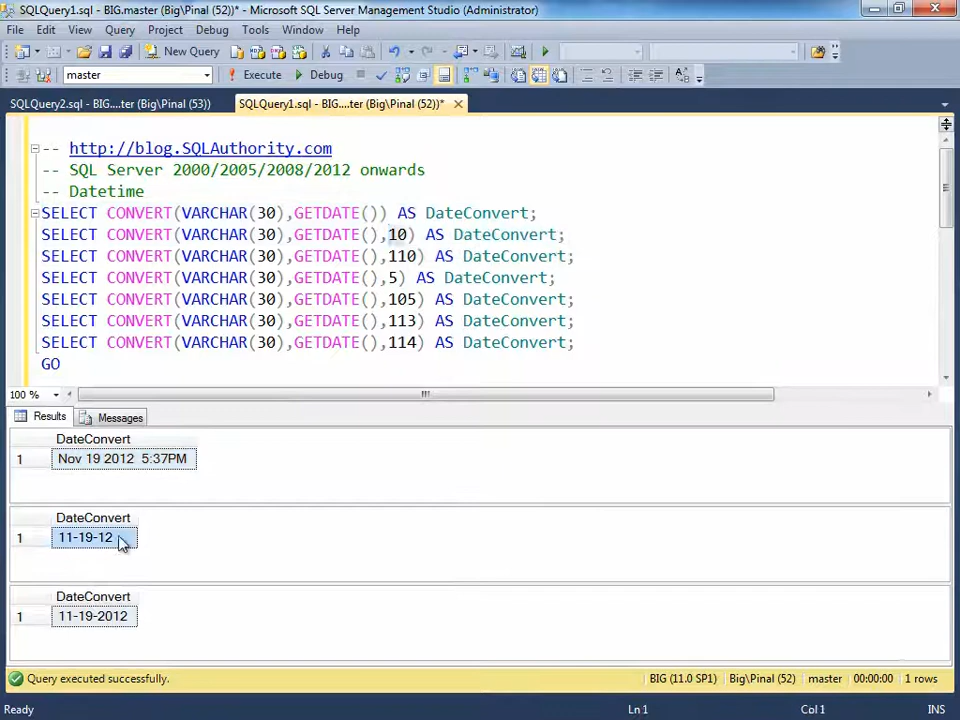 SQLQuery1.sql - BIG.master (Big\Pinal (52))* - Microsoft SQL Server Management Studio (Administrator)
File Edit View Query Project Debug Tools Window Help
New Query
master Execute Debug
SQLQuery2.sql - BIG....ter (Big\Pinal (53)) SQLQuery1.sql - BIG....ter (Big\Pinal (52))*
-- http://blog.SQLAuthority.com
-- SQL Server 2000/2005/2008/2012 onwards
-- Datetime
SELECT CONVERT(VARCHAR(30),GETDATE()) AS DateConvert;
SELECT CONVERT(VARCHAR(30),GETDATE(),10) AS DateConvert;
SELECT CONVERT(VARCHAR(30),GETDATE(),110) AS DateConvert;
SELECT CONVERT(VARCHAR(30),GETDATE(),5) AS DateConvert;
SELECT CONVERT(VARCHAR(30),GETDATE(),105) AS DateConvert;
SELECT CONVERT(VARCHAR(30),GETDATE(),113) AS DateConvert;
SELECT CONVERT(VARCHAR(30),GETDATE(),114) AS DateConvert;
GO
100 %
Results Messages
DateConvert
1 Nov 19 2012 5:37PM
DateConvert
1 11-19-12
DateConvert
1 11-19-2012
Query executed successfully. BIG (11.0 SP1) Big\Pinal (52) master 00:00:00 1 rows
Ready Ln 1 Col 1 INS